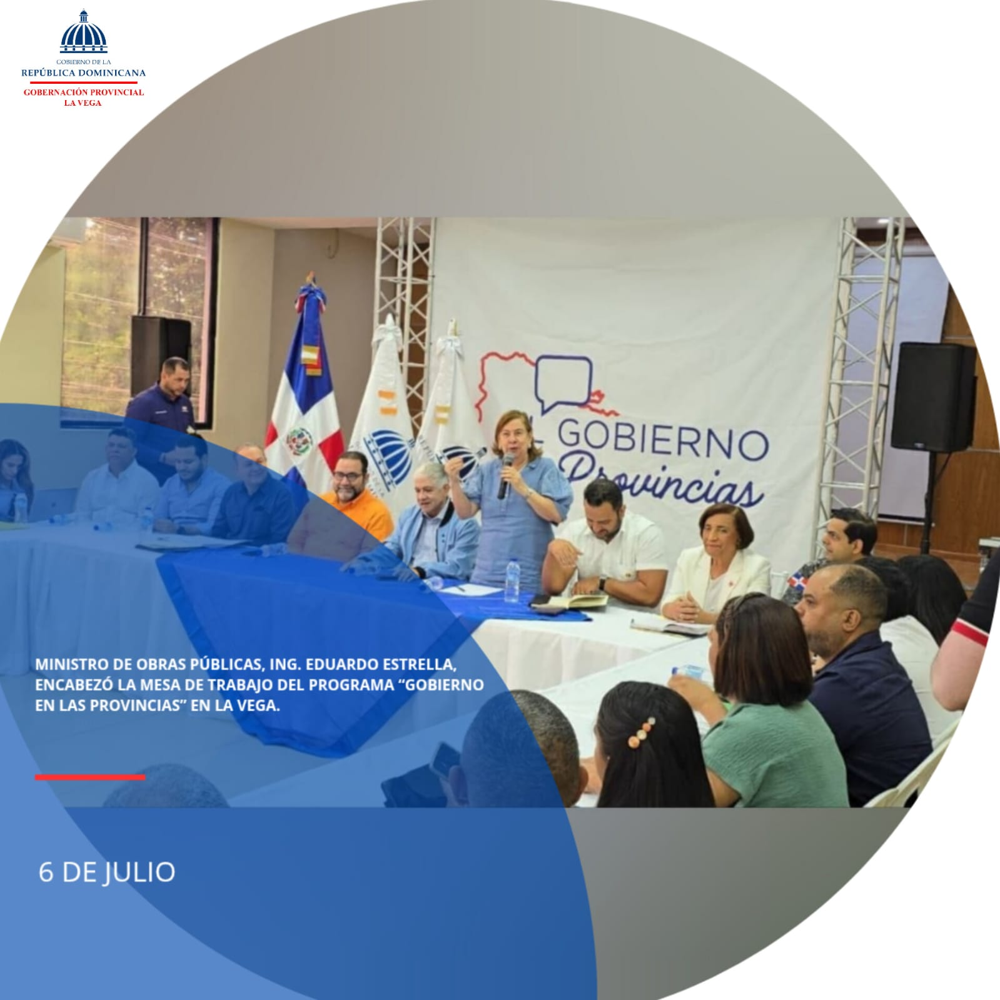 GOBIERNO DE LA
REPÚBLICA DOMINICANA
GOBERNACIÓN PROVINCIAL
LA VEGA
GOBIERNO
Provincias
MINISTRO DE OBRAS PÚBLICAS, ING. EDUARDO ESTRELLA,
ENCABEZÓ LA MESA DE TRABAJO DEL PROGRAMA “GOBIERNO
EN LAS PROVINCIAS” EN LA VEGA.
6 DE JULIO